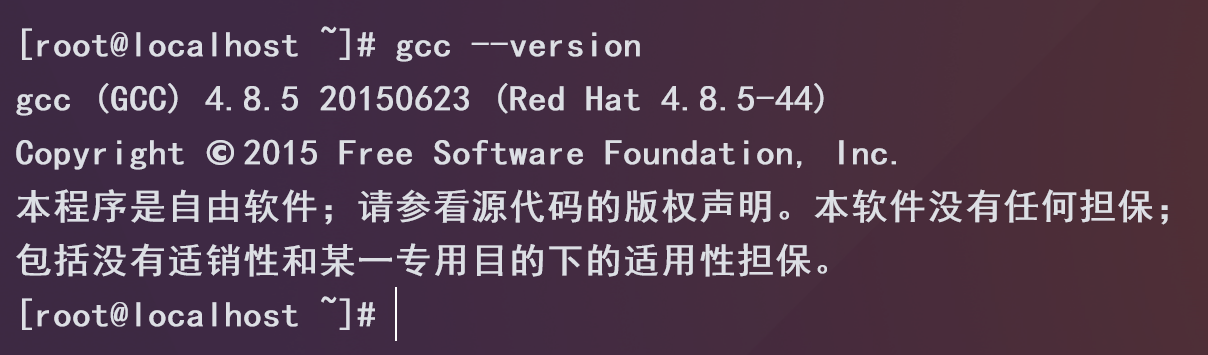 [root@localhost ~]# gcc --version
gcc (GCC) 4.8.5 20150623 (Red Hat 4.8.5-44)
Copyright © 2015 Free Software Foundation, Inc.
本程序是自由软件；请参看源代码的版权声明。本软件没有任何担保；
包括没有适销性和某一专用目的下的适用性担保。
[root@localhost ~]#